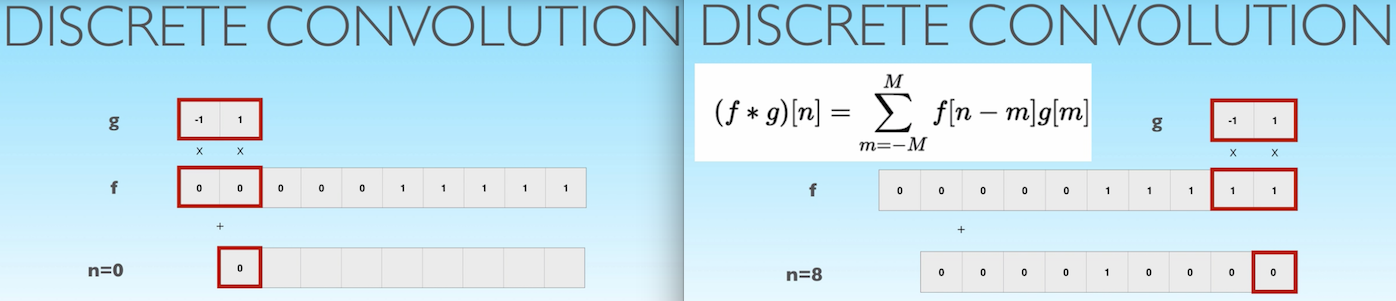 DISCRETE CONVOLUTION
g -1 1
x x
f 0 0 0 0 0 1 1 1 1 1
+
n=0 0
DISCRETE CONVOLUTION
(f * g)[n] = \sum_{m=-M}^{M} f[n - m]g[m]
g -1 1
x x
f 0 0 0 0 0 1 1 1 1 1
+
n=8 0 0 0 0 1 0 0 0 0